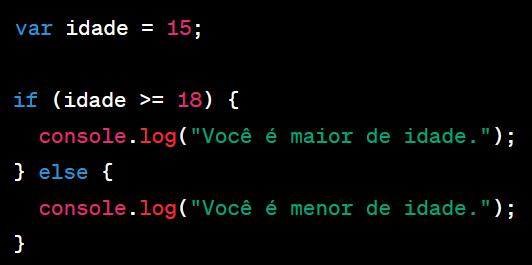 var idade = 15;
if (idade >= 18) {
console.log("Você é maior de idade.");
} else {
console.log("Você é menor de idade.");
}